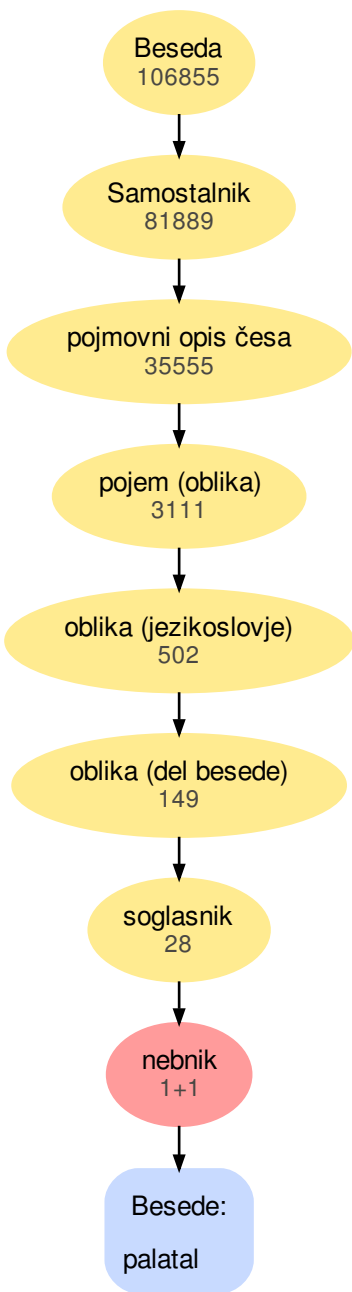 Beseda
106855
Samostalnik
81889
pojmovni opis česa
35555
pojem (oblika)
3111
oblika (jezikoslovje)
502
oblika (del besede)
149
soglasnik
28
nebnik
1+1
Besede:
palatal